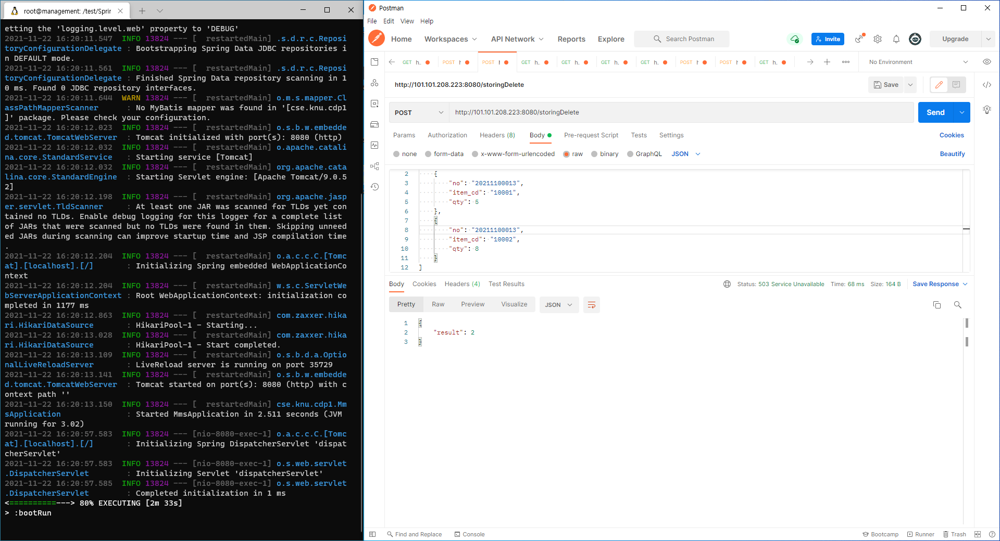 root@management: /test/Sprir
etting the 'logging.level.web' property to 'DEBUG'
2021-11-22 16:20:11.547  INFO 13824 --- [  restartedMain] .s.d.r.c.Reposi
toryConfigurationDelegate : Bootstrapping Spring Data JDBC repositories i
n DEFAULT mode.
2021-11-22 16:20:11.561  INFO 13824 --- [  restartedMain] .s.d.r.c.Reposi
toryConfigurationDelegate : Finished Spring Data repository scanning in 1
0 ms. Found 0 JDBC repository interfaces.
2021-11-22 16:20:11.644  WARN 13824 --- [  restartedMain] o.m.s.mapper.Cl
assPathMapperScanner      : No MyBatis mapper was found in '[cse.knu.cdp1
]' package. Please check your configuration.
2021-11-22 16:20:12.023  INFO 13824 --- [  restartedMain] o.s.b.w.embedde
d.tomcat.TomcatWebServer  : Tomcat initialized with port(s): 8080 (http)
2021-11-22 16:20:12.032  INFO 13824 --- [  restartedMain] o.apache.catali
na.core.StandardService   : Starting service [Tomcat]
2021-11-22 16:20:12.032  INFO 13824 --- [  restartedMain] org.apache.cata
lina.core.StandardEngine  : Starting Servlet engine: [Apache Tomcat/9.0.5
2]
2021-11-22 16:20:12.198  INFO 13824 --- [  restartedMain] org.apache.jasp
er.servlet.TldScanner     : At least one JAR was scanned for TLDs yet con
tained no TLDs. Enable debug logging for this logger for a complete list
of JARs that were scanned but no TLDs were found in them. Skipping unneed
ed JARs during scanning can improve startup time and JSP compilation time
.
2021-11-22 16:20:12.204  INFO 13824 --- [  restartedMain] o.a.c.c.C.[Tomc
at].[localhost].[/]       : Initializing Spring embedded WebApplicationCo
ntext
2021-11-22 16:20:12.204  INFO 13824 --- [  restartedMain] w.s.c.ServletWe
bServerApplicationContext : Root WebApplicationContext: initialization co
mpleted in 1177 ms
2021-11-22 16:20:12.863  INFO 13824 --- [  restartedMain] com.zaxxer.hika
ri.HikariDataSource       : HikariPool-1 - Starting...
2021-11-22 16:20:13.028  INFO 13824 --- [  restartedMain] com.zaxxer.hika
ri.HikariDataSource       : HikariPool-1 - Start completed.
2021-11-22 16:20:13.109  INFO 13824 --- [  restartedMain] o.s.b.d.a.Optio
nalLiveReloadServer       : LiveReload server is running on port 35729
2021-11-22 16:20:13.141  INFO 13824 --- [  restartedMain] o.s.b.w.embedde
d.tomcat.TomcatWebServer  : Tomcat started on port(s): 8080 (http) with c
ontext path ''
2021-11-22 16:20:13.150  INFO 13824 --- [  restartedMain] cse.knu.cdp1.Mm
sApplication              : Started MmsApplication in 2.511 seconds (JVM
running for 3.02)
2021-11-22 16:20:57.583  INFO 13824 --- [nio-8080-exec-1] o.a.c.c.C.[Tomc
at].[localhost].[/]       : Initializing Spring DispatcherServlet 'dispat
cherServlet'
2021-11-22 16:20:57.583  INFO 13824 --- [nio-8080-exec-1] o.s.web.servlet
.DispatcherServlet        : Initializing Servlet 'dispatcherServlet'
2021-11-22 16:20:57.585  INFO 13824 --- [nio-8080-exec-1] o.s.web.servlet
.DispatcherServlet        : Completed initialization in 1 ms
<==========---> 80% EXECUTING [2m 33s]
> :bootRun
Postman
File Edit View Help
Home Workspaces API Network Reports Explore Search Postman Invite Upgrade
GET h. POST h POST h GET h. GET h. GET h. GET h. POST h POST h GET h. No Environment
http://101.101.208.223:8080/storingDelete Save
POST http://101.101.208.223:8080/storingDelete Send
Params Authorization Headers (8) Body Pre-request Script Tests Settings Cookies
none form-data x-www-form-urlencoded raw binary GraphQL JSON Beautify
2 {
3 "no": "20211100013",
4 "item_cd": "10001",
5 "qty": 5
6 },
7 {
8 "no": "20211100013",
9 "item_cd": "10002",
10 "qty": 8
11 }
12 ]
Body Cookies Headers (4) Test Results Status: 503 Service Unavailable Time: 68 ms Size: 164 B Save Response
Pretty Raw Preview Visualize JSON
1 {
2 "result": 2
3 }
Find and Replace Console Bootcamp Runner Trash